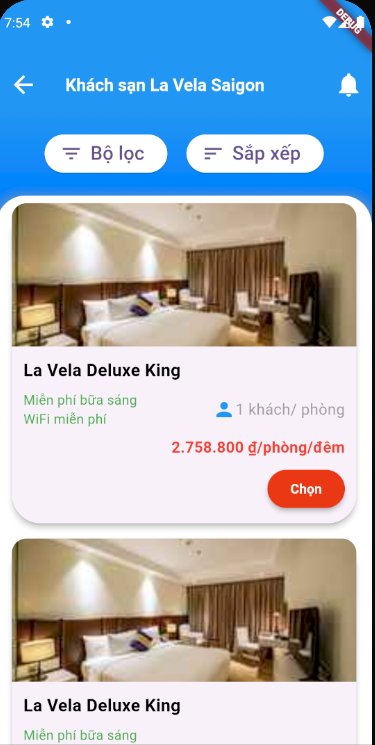 7:54
DEBUG
Khách sạn La Vela Saigon
Bộ lọc
Sắp xếp
La Vela Deluxe King
Miễn phí bữa sáng
WiFi miễn phí
1 khách/ phòng
2.758.800 ₫/phòng/đêm
Chọn
La Vela Deluxe King
Miễn phí bữa sáng